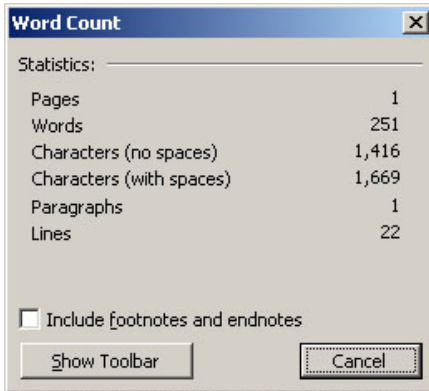 Word Count
Statistics:
Pages 1
Words 251
Characters (no spaces) 1,416
Characters (with spaces) 1,669
Paragraphs 1
Lines 22
Include footnotes and endnotes
Show Toolbar Cancel